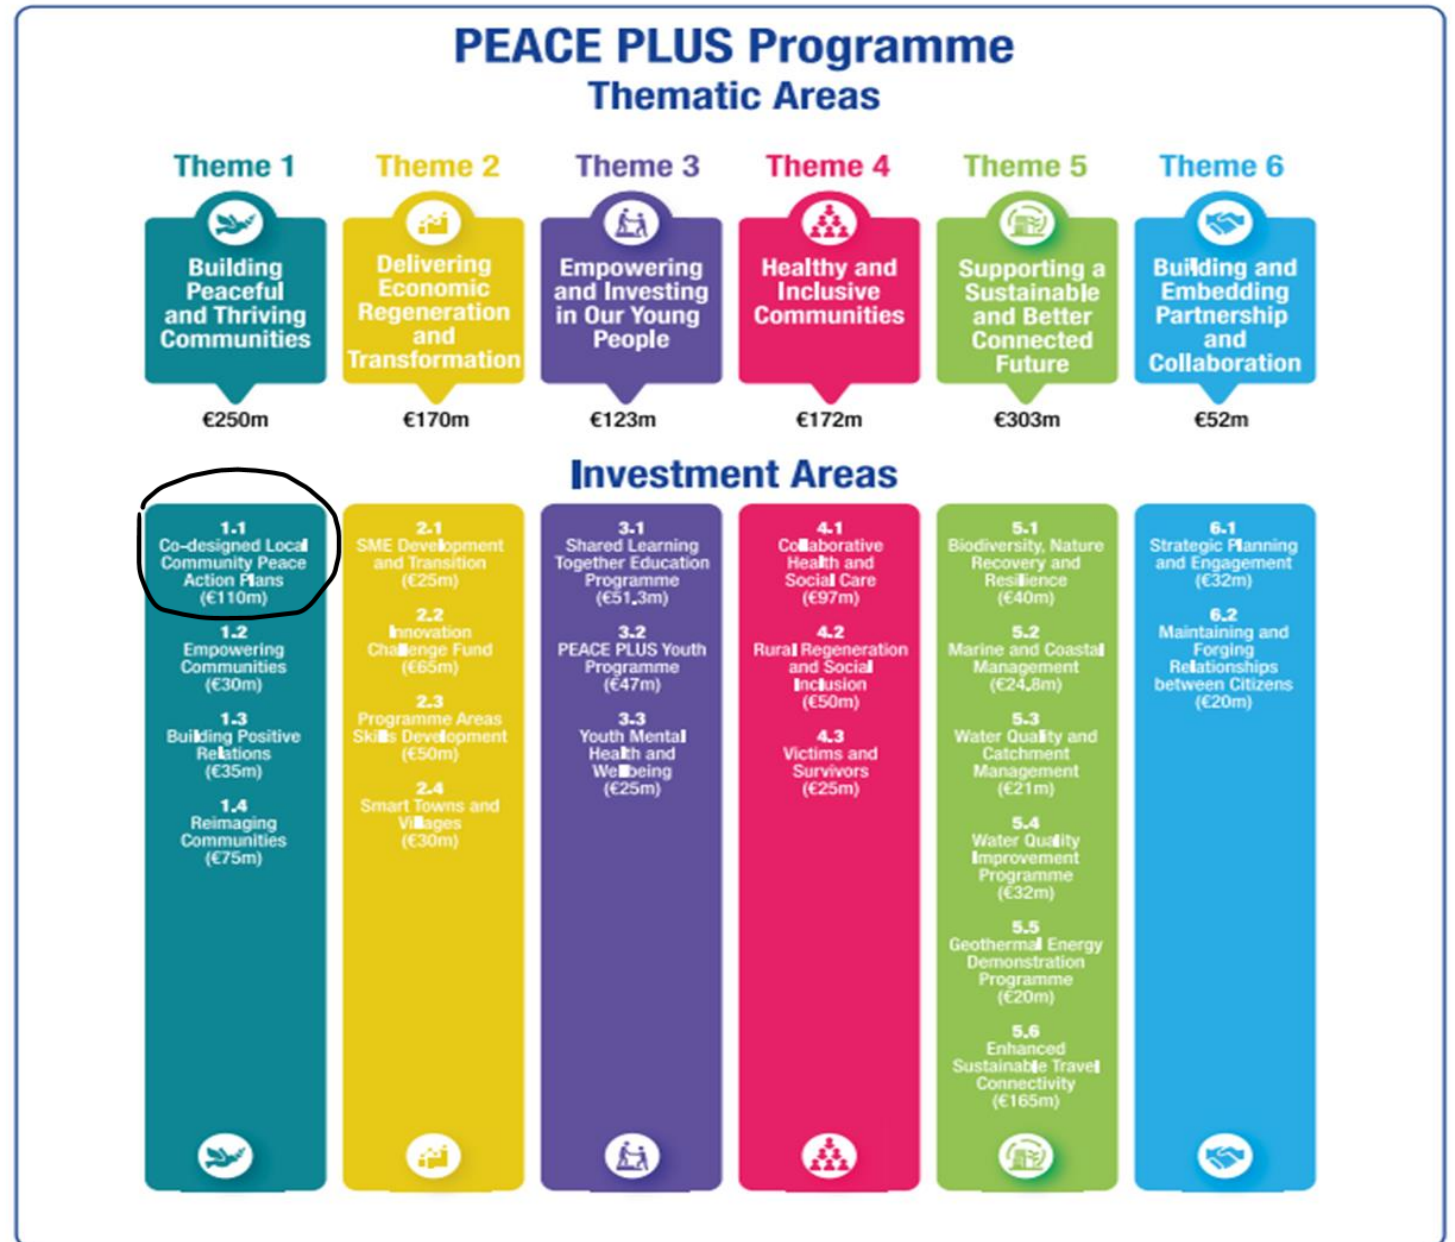 PEACE PLUS Programme
Thematic Areas
Theme 1
Building
Peaceful
and Thriving
Communities
€250m
Theme 2
Delivering
Economic
Regeneration
and
Transformation
€170m
Theme 3
Empowering
and Investing
in Our Young
People
€123m
Theme 4
Healthy and
Inclusive
Communities
€172m
Theme 5
Supporting a
Sustainable
and Better
Connected
Future
€303m
Theme 6
Building and
Embedding
Partnership
and
Collaboration
€52m
Investment Areas
1.1
Co-designed Local
Community Peace
Action Plans
(€110m)
1.2
Empowering
Communities
(€30m)
1.3
Building Positive
Relations
(€35m)
1.4
Reimaging
Communities
(€75m)
2.1
SME Development
and Transition
(€25m)
2.2
Innovation
Challenge Fund
(€65m)
2.3
Programme Areas
Skills Development
(€50m)
2.4
Smart Towns and
Villages
(€30m)
3.1
Shared Learning
Together Education
Programme
(€51.3m)
3.2
PEACE PLUS Youth
Programme
(€47m)
3.3
Youth Mental
Health and
Wellbeing
(€25m)
4.1
Collaborative
Health and
Social Care
(€97m)
4.2
Rural Regeneration
and Social
Inclusion
(€50m)
4.3
Victims and
Survivors
(€25m)
5.1
Biodiversity, Nature
Recovery and
Resilience
(€40m)
5.2
Marine and Coastal
Management
(€24.8m)
5.3
Water Quality and
Catchment
Management
(€21m)
5.4
Water Quality
Improvement
Programme
(€32m)
5.5
Geothermal Energy
Demonstration
Programme
(€20m)
5.6
Enhanced
Sustainable Travel
Connectivity
(€165m)
6.1
Strategic Planning
and Engagement
(€32m)
6.2
Maintaining and
Forging
Relationships
between Citizens
(€20m)